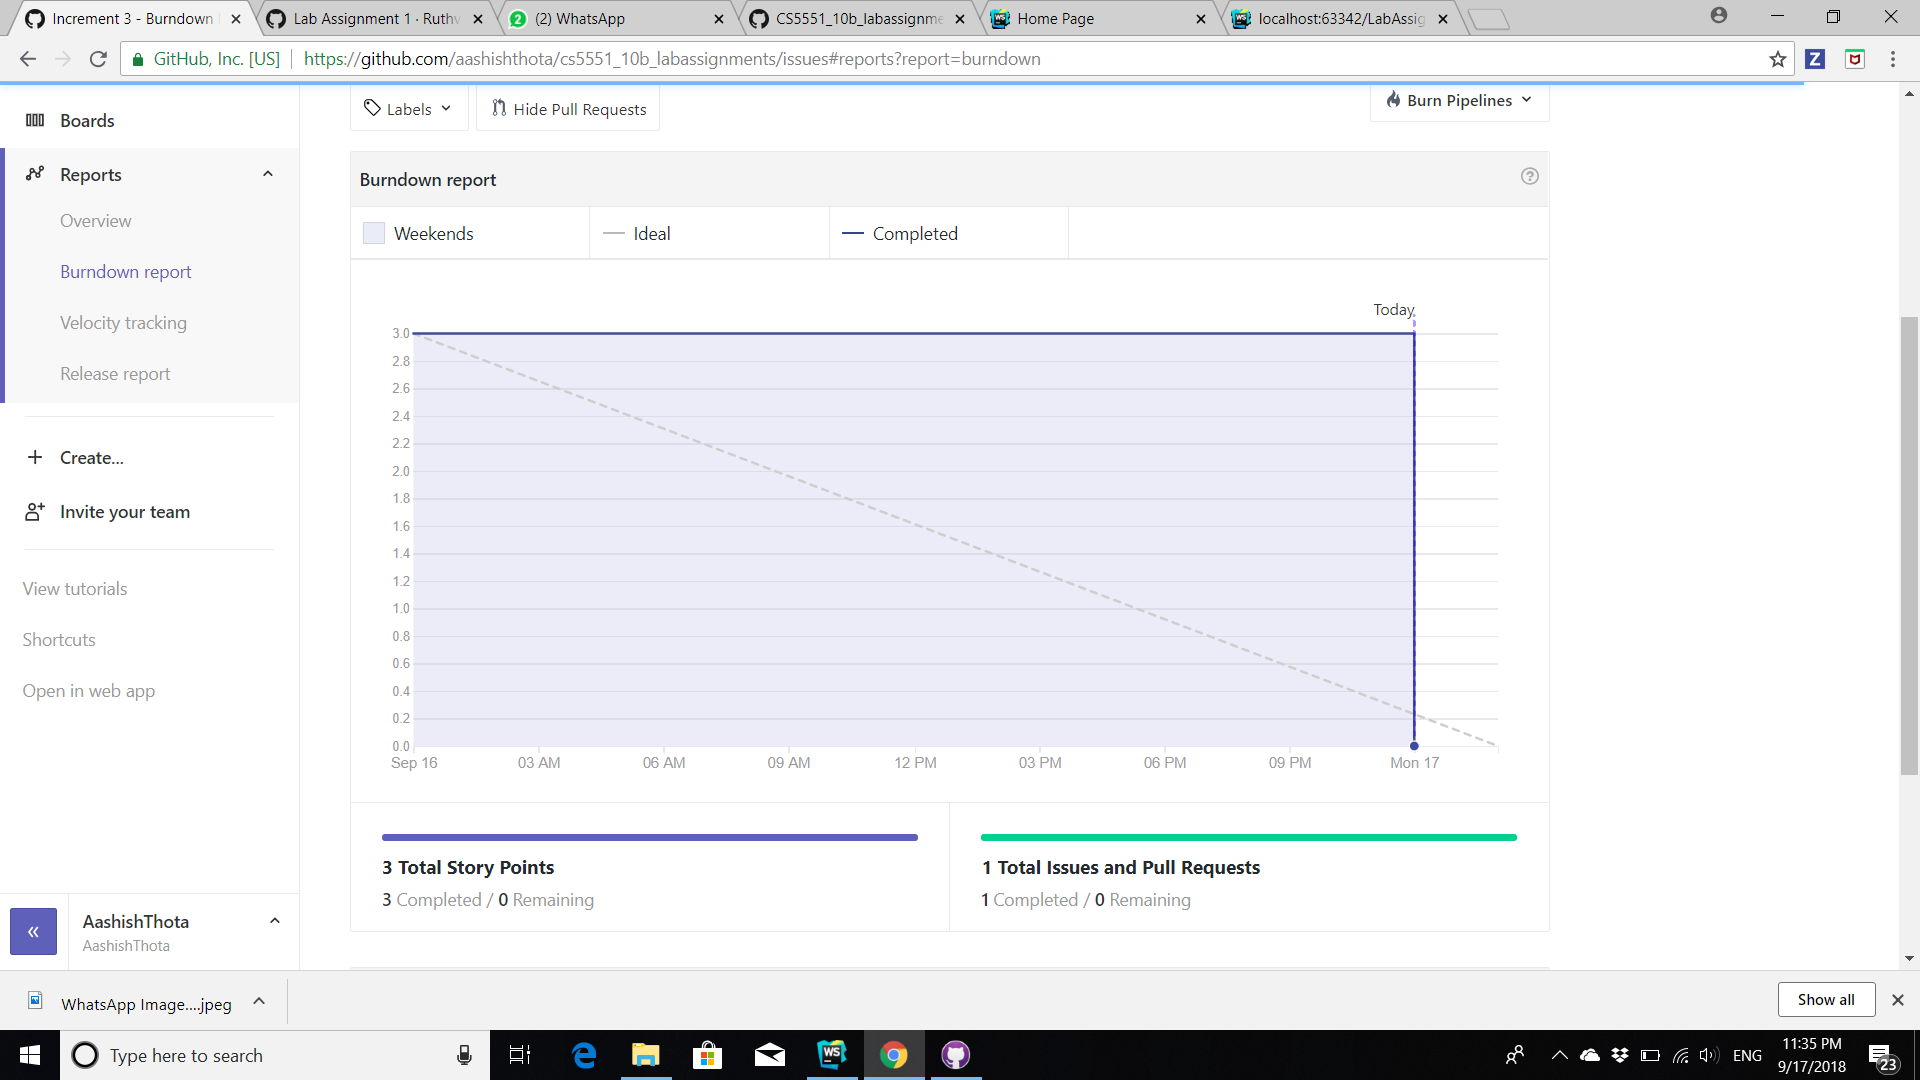 Increment 3 - Burndown
Lab Assignment 1 · Ruthv
2
(2) WhatsApp
CS5551_10b_labassignme
WS
Home Page
WS
localhost:63342/LabAssig
GitHub, Inc. [US]
https://github.com/aashishthota/cs5551_10b_labassignments/issues#reports?report=burndown
Z
Boards
Reports
Overview
Burndown report
Velocity tracking
Release report
Create...
Invite your team
View tutorials
Shortcuts
Open in web app
«
AashishThota
AashishThota
Labels
Hide Pull Requests
Burn Pipelines
Burndown report
?
Weekends
Ideal
Completed
Today
3.0
2.8
2.6
2.4
2.2
2.0
1.8
1.6
1.4
1.2
1.0
0.8
0.6
0.4
0.2
0.0
Sep 16
03 AM
06 AM
09 AM
12 PM
03 PM
06 PM
09 PM
Mon 17
3 Total Story Points
3 Completed / 0 Remaining
1 Total Issues and Pull Requests
1 Completed / 0 Remaining
WhatsApp Image....jpeg
Show all
Type here to search
WS
ENG
11:35 PM
9/17/2018
23